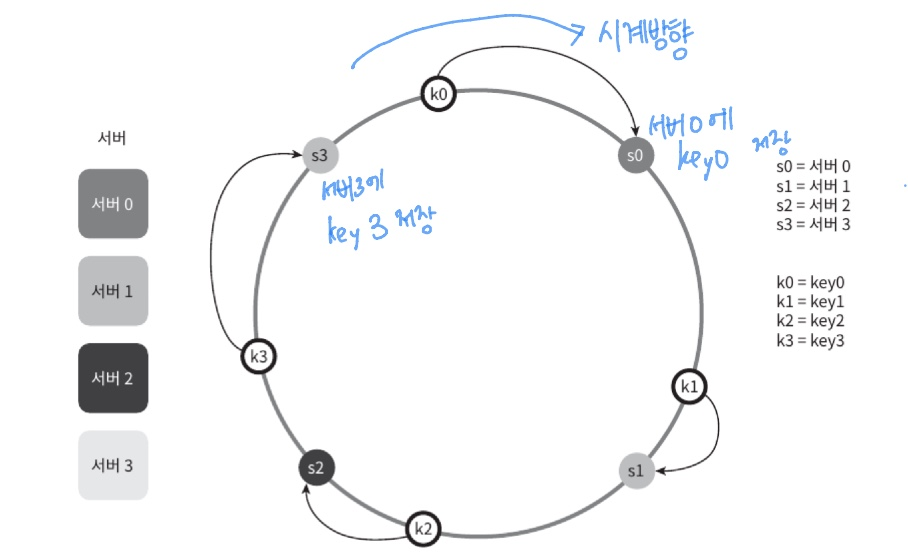 시계방향
k0
서버
서버0에
key0 저장
s3
s0
서버 0
서버3에
key 3 저장
s0 = 서버 0
s1 = 서버 1
s2 = 서버 2
s3 = 서버 3
서버 1
k0 = key0
k1 = key1
k2 = key2
k3 = key3
k3
서버 2
k1
서버 3
s2
s1
k2